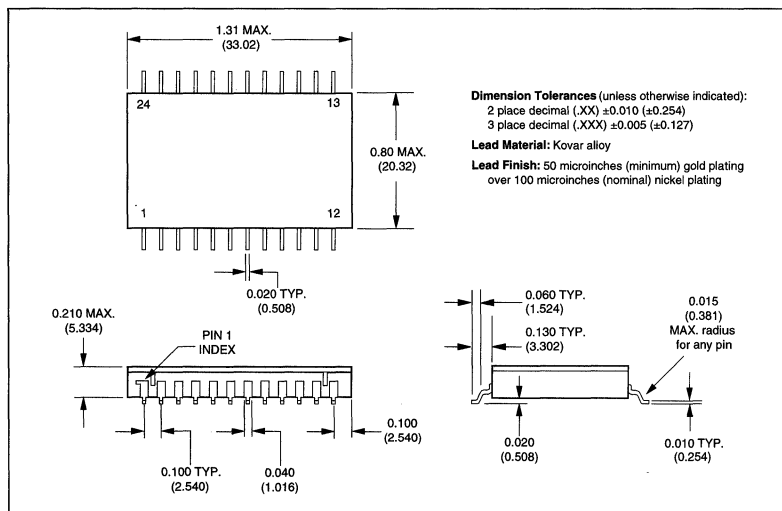 1.31 MAX.
(33.02)
24
13
0.80 MAX.
(20.32)
1
12
0.020 TYP.
(0.508)
Dimension Tolerances (unless otherwise indicated):
2 place decimal (.XX) ±0.010 (±0.254)
3 place decimal (.XXX) ±0.005 (±0.127)
Lead Material: Kovar alloy
Lead Finish: 50 microinches (minimum) gold plating
over 100 microinches (nominal) nickel plating
0.210 MAX.
(5.334)
PIN 1
INDEX
0.100 TYP.
(2.540)
0.040
(1.016)
0.100
(2.540)
0.060 TYP.
(1.524)
0.130 TYP.
(3.302)
0.015
(0.381)
MAX. radius
for any pin
0.020
(0.508)
0.010 TYP.
(0.254)